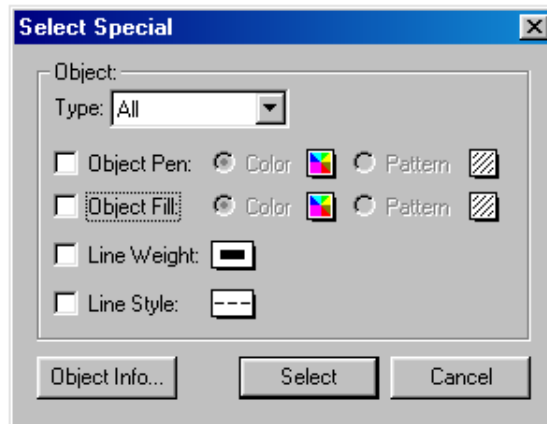 Select Special
Object:
Type: All
Object Pen: Color Pattern
Object Fill: Color Pattern
Line Weight:
Line Style:
Object Info... Select Cancel